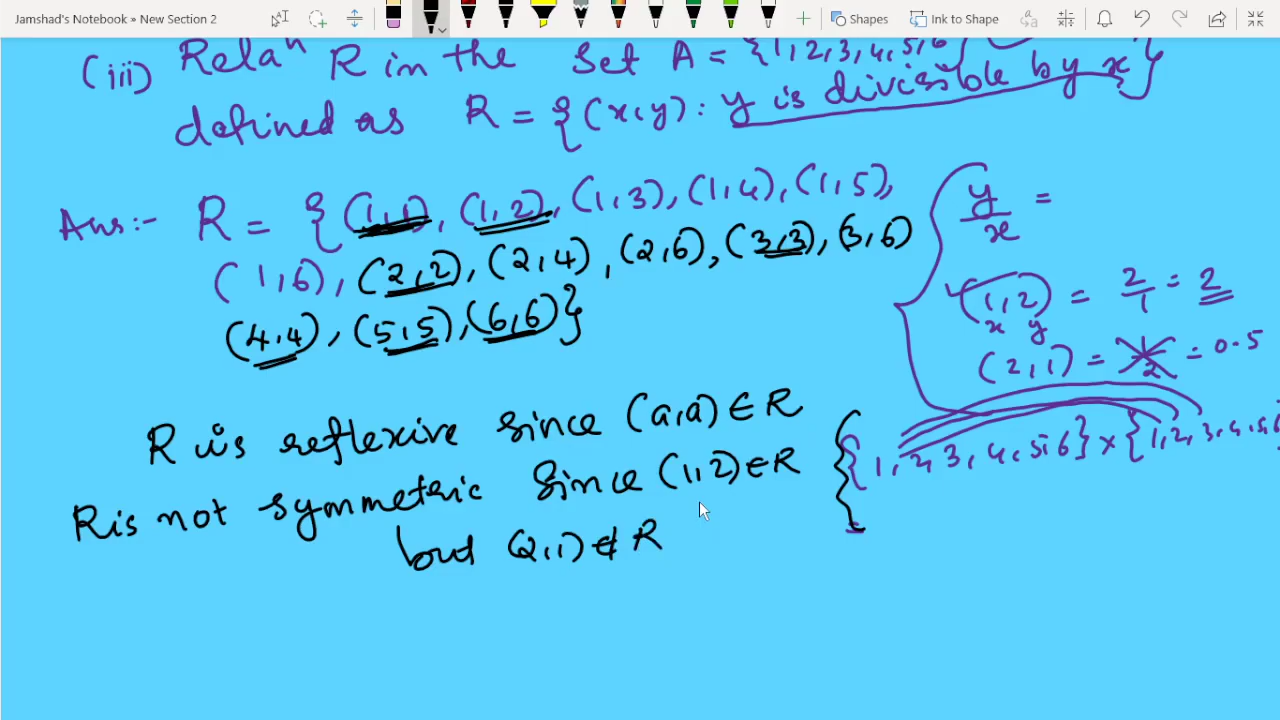 Jamshad's Notebook » New Section 2
Shapes
Ink to Shape
(iii) Relaⁿ R in the set A = {1,2,3,4,5,6}
defined as R = {(x,y): y is divisible by x}
Ans:- R = {(1,1), (1,2), (1,3), (1,4), (1,5),
(1,6), (2,2), (2,4), (2,6), (3,3), (3,6)
(4,4), (5,5), (6,6)}
y/x =
(1,2) = 2/1 = 2
x y
(2,1) = 1/2 = 0.5
{1,2,3,4,5,6} × {1,2,3,4,5,6
R is reflexive since (a,a) ∈ R
R is not symmetric since (1,2) ∈ R
but (2,1) ∉ R